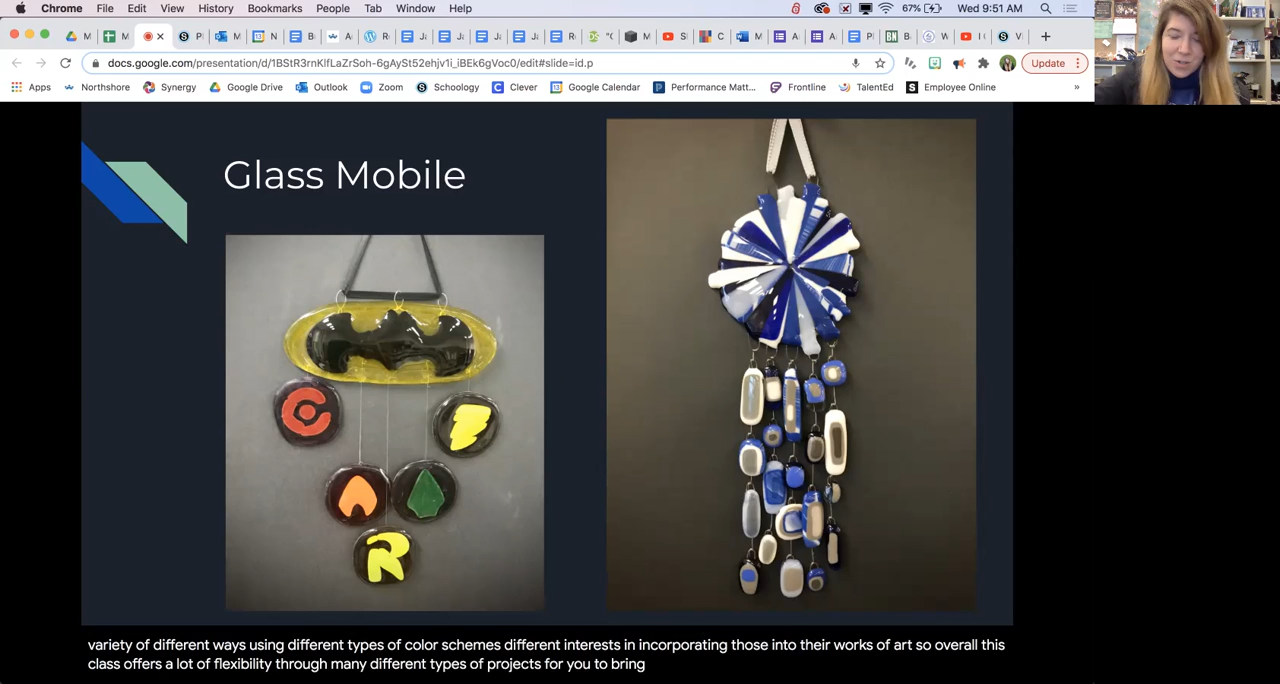 Chrome File Edit View History Bookmarks People Tab Window Help 67% Wed 9:51 AM
docs.google.com/presentation/d/1BStR3rnKlfLaZrSoh-6gAySt52ehjV1i_iBEk6gVoc0/edit#slide=id.p Update
Apps Northshore Synergy Google Drive Outlook Zoom Schoology Clever Google Calendar Performance Matt... Frontline TalentEd Employee Online »
Glass Mobile
R
variety of different ways using different types of color schemes different interests in incorporating those into their works of art so overall this
class offers a lot of flexibility through many different types of projects for you to bring